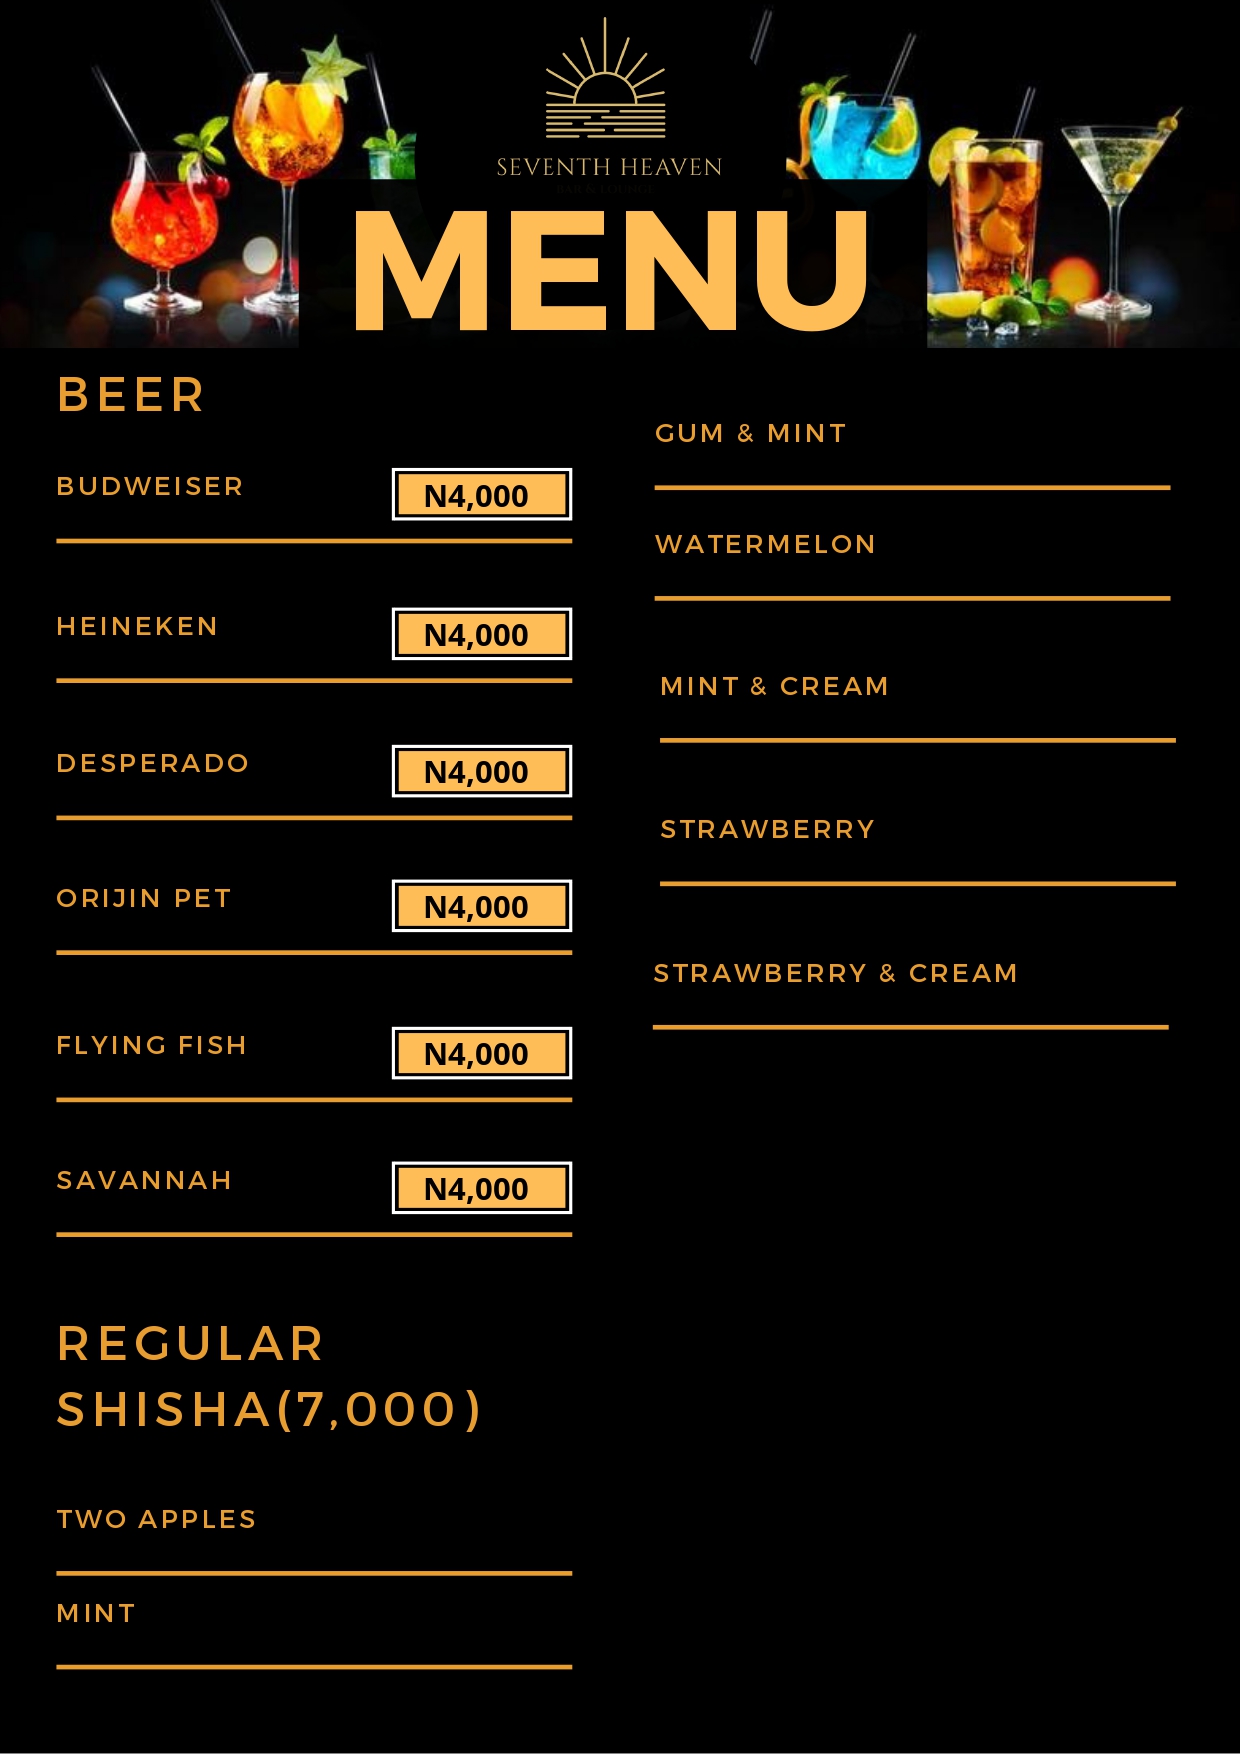 SEVENTH HEAVEN
BAR & LOUNGE
MENU
BEER
BUDWEISER N4,000
HEINEKEN N4,000
DESPERADO N4,000
ORIJIN PET N4,000
FLYING FISH N4,000
SAVANNAH N4,000
REGULAR
SHISHA(7,000)
TWO APPLES
MINT
GUM & MINT
WATERMELON
MINT & CREAM
STRAWBERRY
STRAWBERRY & CREAM